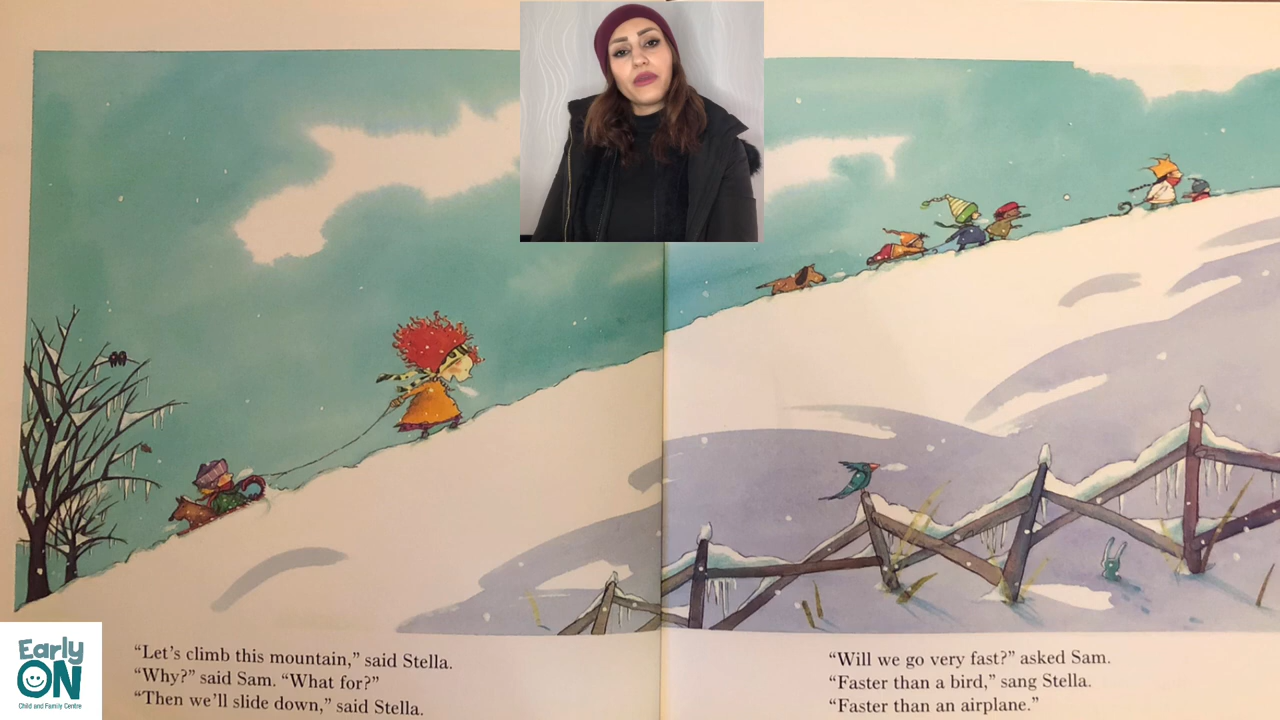 "Let's climb this mountain," said Stella.
"Why?" said Sam. "What for?"
"Then we'll slide down," said Stella.
"Will we go very fast?" asked Sam.
"Faster than a bird," sang Stella.
"Faster than an airplane."
Early
ON
Child and Family Centre